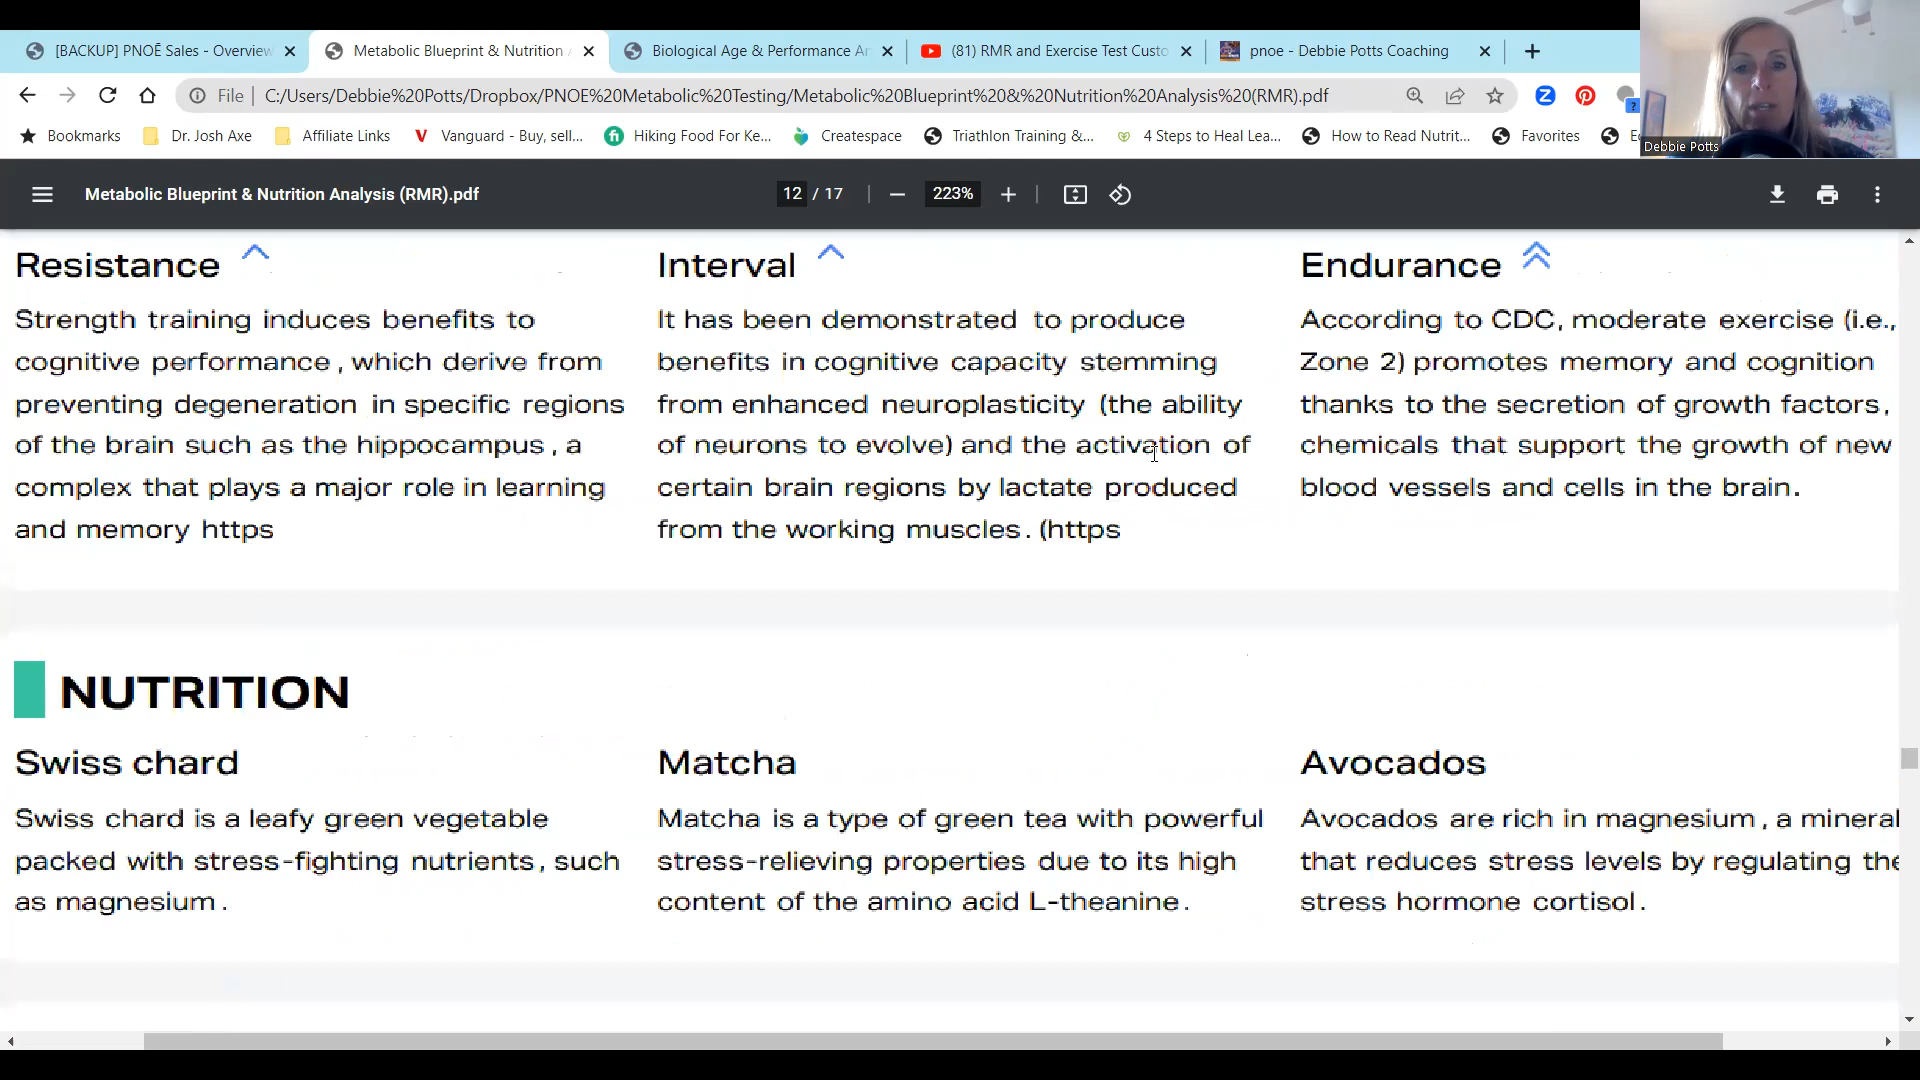 [BACKUP] PNOĒ Sales - Overview
Metabolic Blueprint & Nutrition
Biological Age & Performance
(81) RMR and Exercise Test Custo
pnoe - Debbie Potts Coaching
File
C:/Users/Debbie%20Potts/Dropbox/PNOE%20Metabolic%20Testing/Metabolic%20Blueprint%20&%20Nutrition%20Analysis%20(RMR).pdf
Bookmarks
Dr. Josh Axe
Affiliate Links
Vanguard - Buy, sell...
Hiking Food For Ke...
Createspace
Triathlon Training &...
4 Steps to Heal Lea...
How to Read Nutrit...
Favorites
Debbie Potts
Metabolic Blueprint & Nutrition Analysis (RMR).pdf
12 / 17
223%
Resistance
Strength training induces benefits to
cognitive performance, which derive from
preventing degeneration in specific regions
of the brain such as the hippocampus, a
complex that plays a major role in learning
and memory https
Interval
It has been demonstrated to produce
benefits in cognitive capacity stemming
from enhanced neuroplasticity (the ability
of neurons to evolve) and the activation of
certain brain regions by lactate produced
from the working muscles. (https
Endurance
According to CDC, moderate exercise (i.e.,
Zone 2) promotes memory and cognition
thanks to the secretion of growth factors,
chemicals that support the growth of new
blood vessels and cells in the brain.
NUTRITION
Swiss chard
Swiss chard is a leafy green vegetable
packed with stress-fighting nutrients, such
as magnesium.
Matcha
Matcha is a type of green tea with powerful
stress-relieving properties due to its high
content of the amino acid L-theanine.
Avocados
Avocados are rich in magnesium, a mineral
that reduces stress levels by regulating the
stress hormone cortisol.